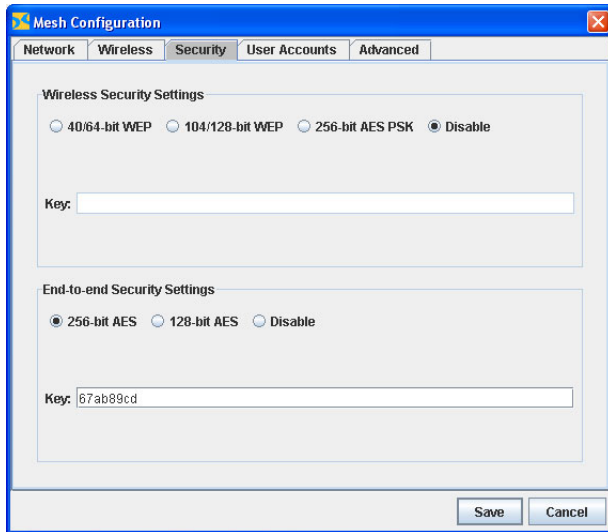 Mesh Configuration
Network Wireless Security User Accounts Advanced
Wireless Security Settings
40/64-bit WEP 104/128-bit WEP 256-bit AES PSK Disable
Key:
End-to-end Security Settings
256-bit AES 128-bit AES Disable
Key: 67ab89cd
Save Cancel